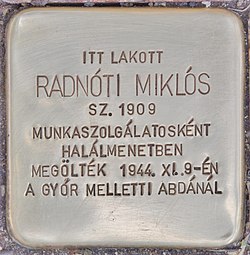 ITT LAKOTT
RADNÓTI MIKLÓS
SZ. 1909
MUNKASZOLGÁLATOSKÉNT
HALÁLMENETBEN
MEGÖLTÉK 1944. XI. 9-ÉN
A GYŐR MELLETTI ABDÁNÁL